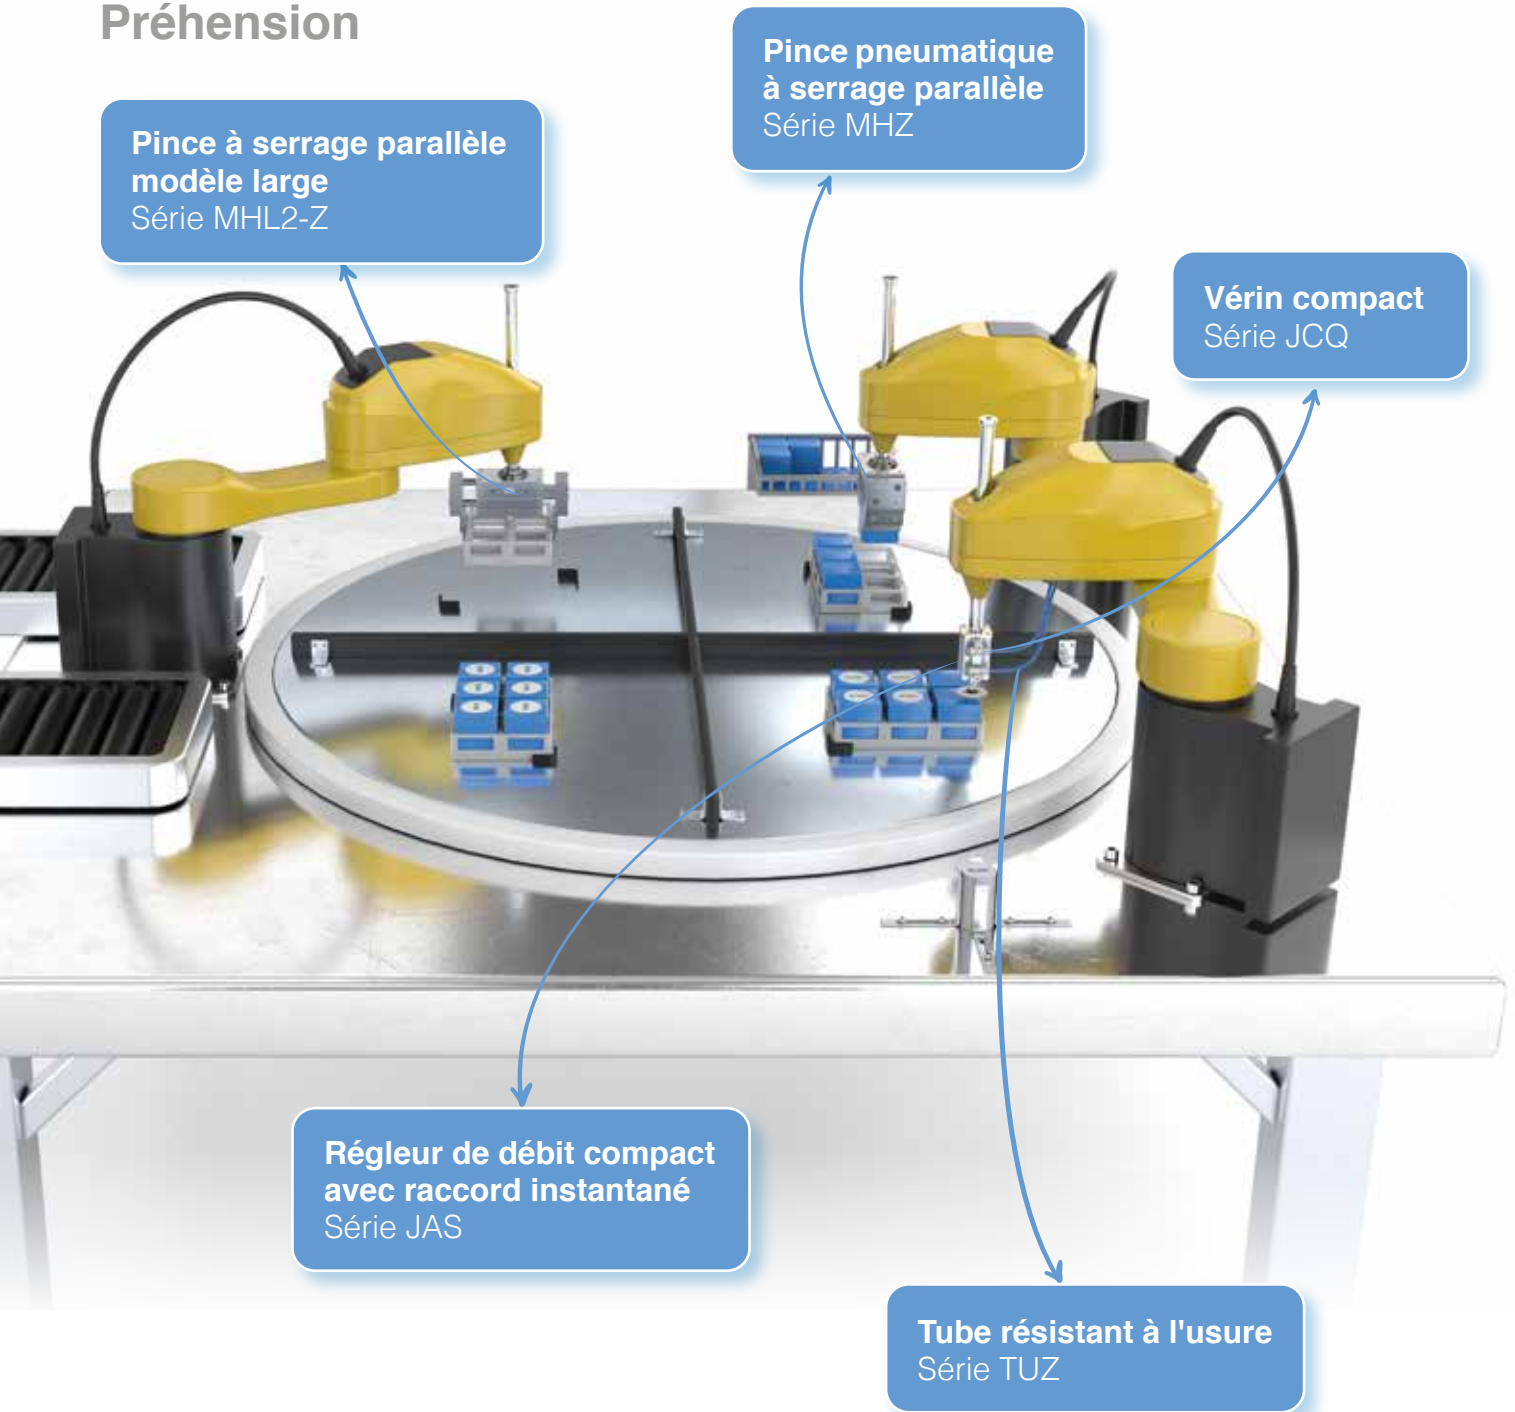 Préhension
Pince pneumatique
à serrage parallèle
Série MHZ
Pince à serrage parallèle
modèle large
Série MHL2-Z
Vérin compact
Série JCQ
Régleur de débit compact
avec raccord instantané
Série JAS
Tube résistant à l'usure
Série TUZ